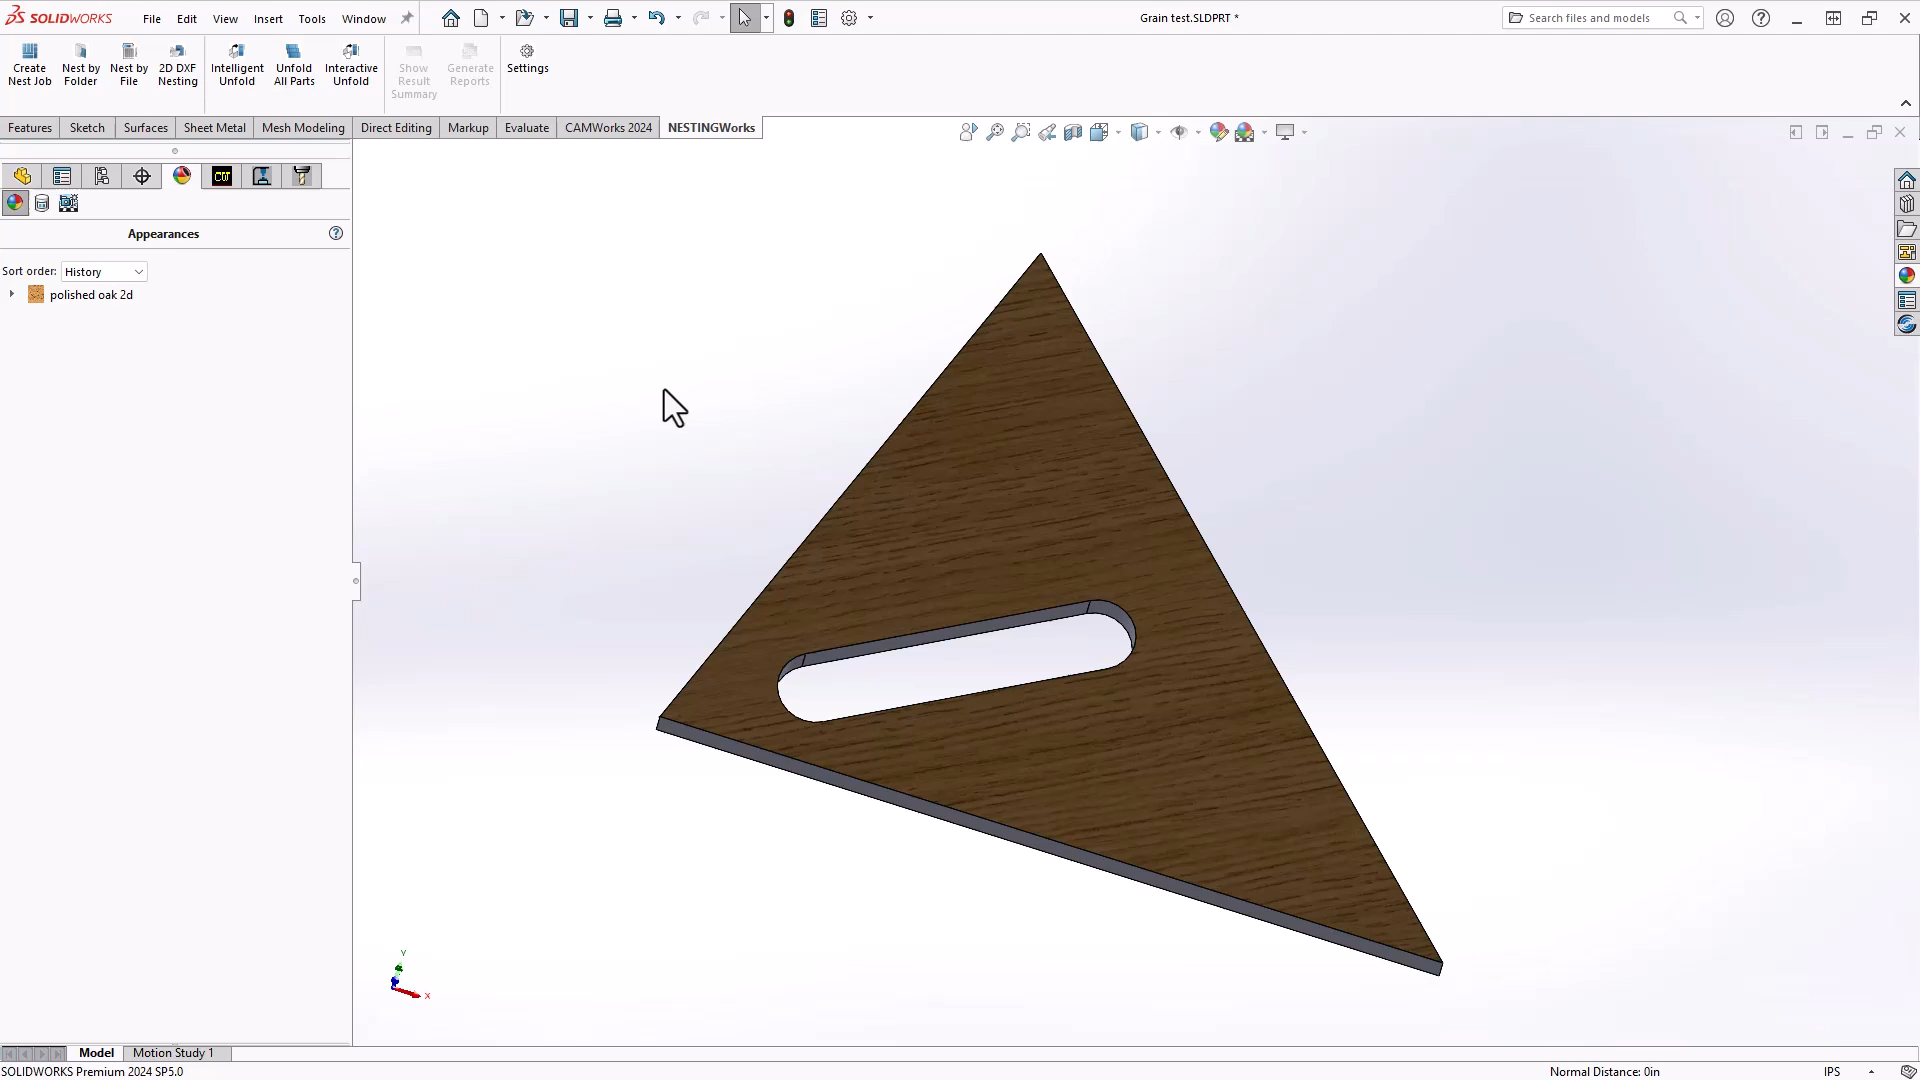 SOLIDWORKS File Edit View Insert Tools Window Grain test.SLDPRT * Search files and models
Create Nest Job
Nest by Folder
Nest by File
2D DXF Nesting
Intelligent Unfold
Unfold All Parts
Interactive Unfold
Show Result Summary
Generate Reports
Settings
Features Sketch Surfaces Sheet Metal Mesh Modeling Direct Editing Markup Evaluate CAMWorks 2024 NESTINGWorks
CW
Appearances
Sort order: History
polished oak 2d
Y
X
Model Motion Study 1
SOLIDWORKS Premium 2024 SP5.0 Normal Distance: 0in IPS